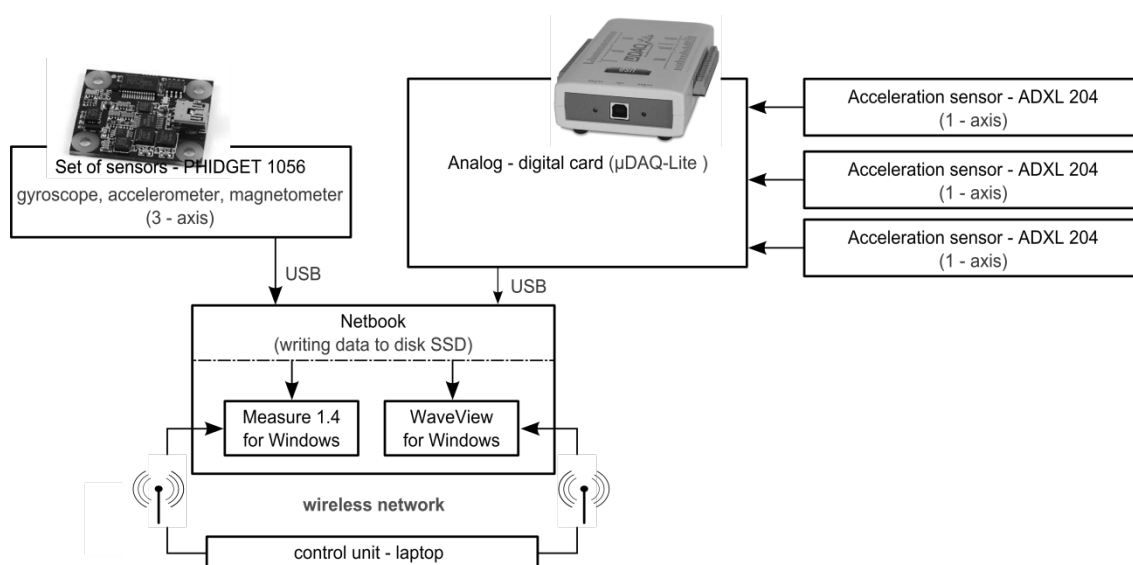 Set of sensors - PHIDGET 1056
gyroscope, accelerometer, magnetometer
(3 - axis)
Analog - digital card (µDAQ-Lite )
Acceleration sensor - ADXL 204
(1 - axis)
Acceleration sensor - ADXL 204
(1 - axis)
Acceleration sensor - ADXL 204
(1 - axis)
USB
USB
Netbook
(writing data to disk SSD)
Measure 1.4
for Windows
WaveView
for Windows
wireless network
control unit - laptop